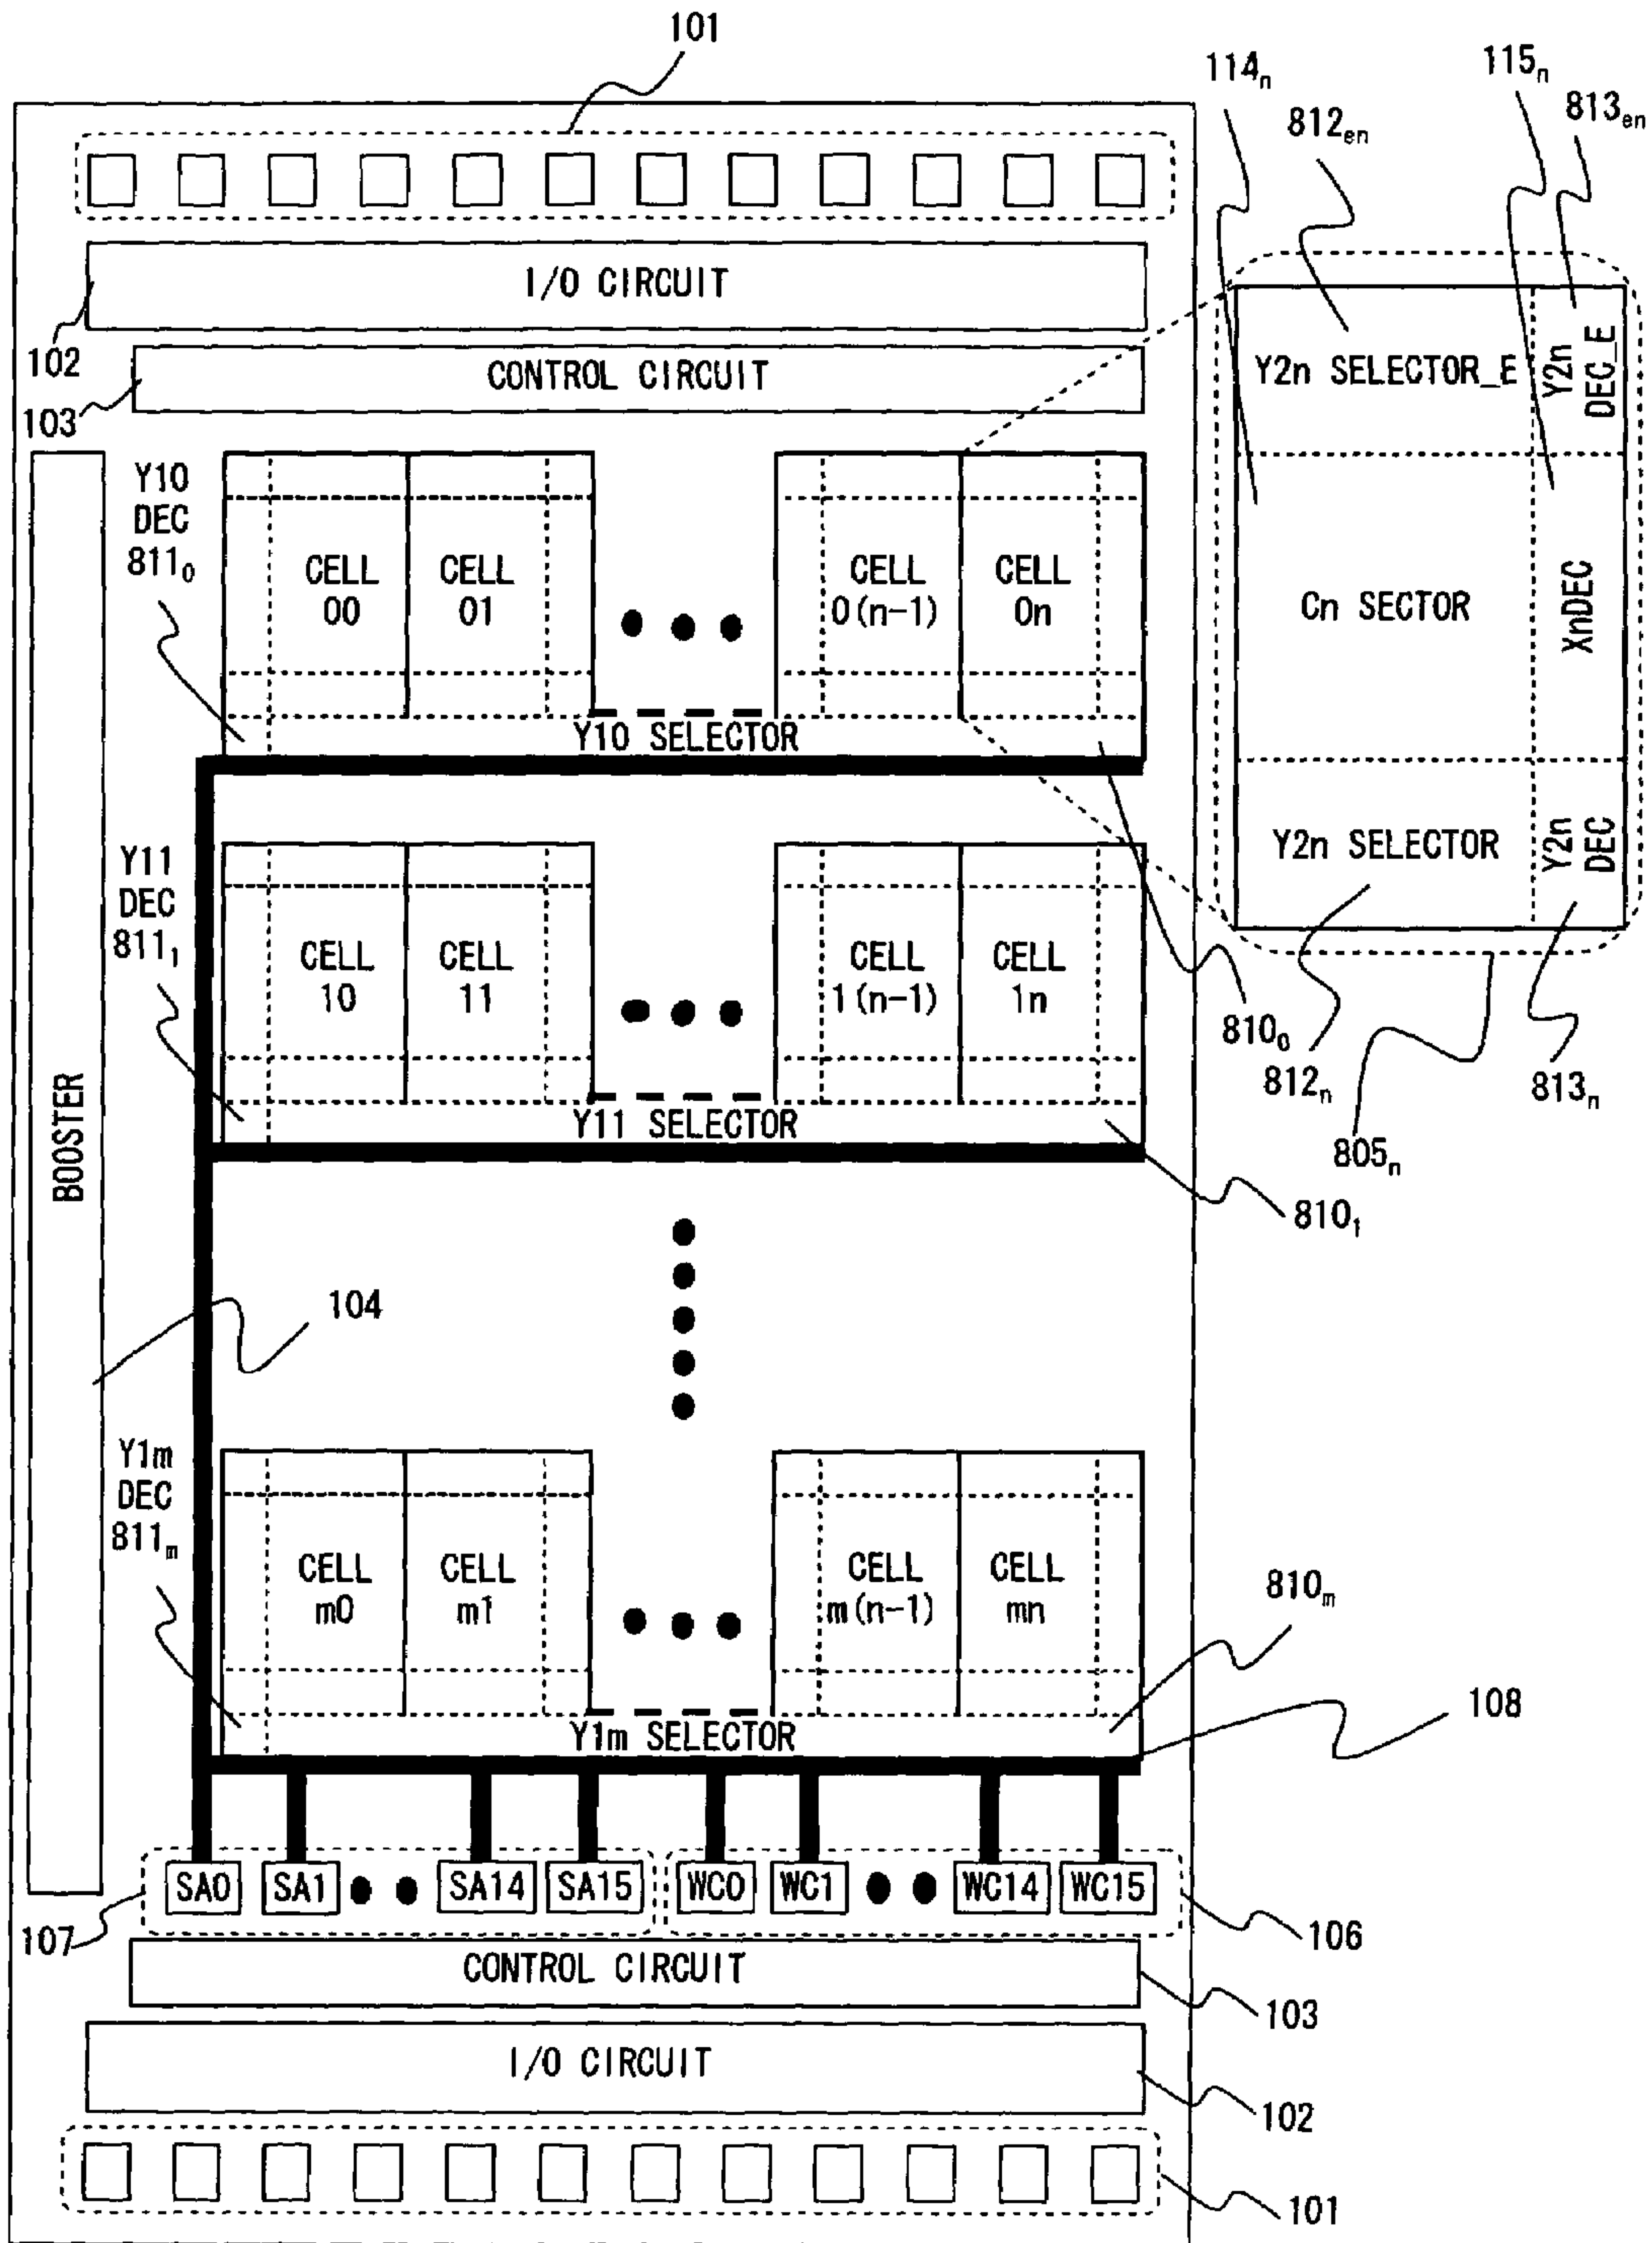 101
114n
115n
812en
813en
I/O CIRCUIT
102
CONTROL CIRCUIT
103
Y2n SELECTOR_E
Y2n
DEC_E
Y10
DEC
8110
CELL
00
CELL
01
CELL
0(n-1)
CELL
0n
Cn SECTOR
XnDEC
Y10 SELECTOR
Y2n SELECTOR
Y2n
DEC
Y11
DEC
8111
CELL
10
CELL
11
CELL
1(n-1)
CELL
1n
8100
812n
813n
805n
Y11 SELECTOR
8101
BOOSTER
104
Y1m
DEC
811m
CELL
m0
CELL
m1
CELL
m(n-1)
CELL
mn
810m
108
Y1m SELECTOR
SA0
SA1
SA14
SA15
WC0
WC1
WC14
WC15
107
106
CONTROL CIRCUIT
103
I/O CIRCUIT
102
101